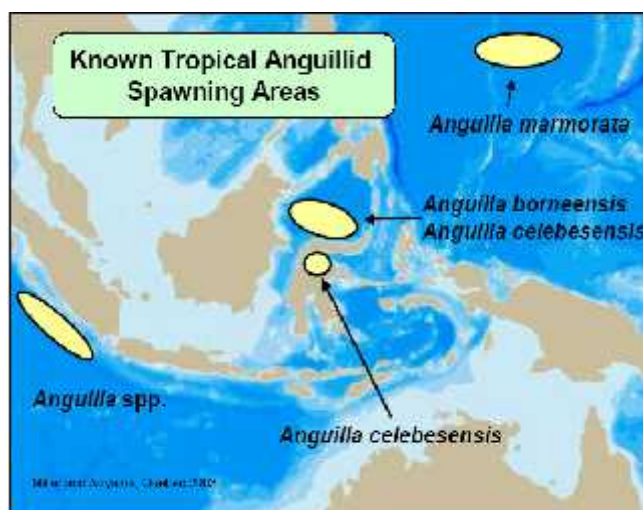 Known Tropical Anguillid
Spawning Areas
Anguilla marmorata
Anguilla borneensis
Anguilla celebesensis
Anguilla spp.
Anguilla celebesensis